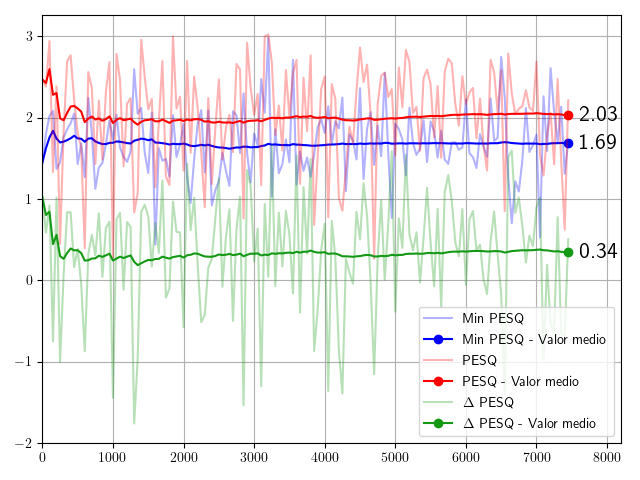 3
2
1
0
−1
−2
2.03
1.69
0.34
Min PESQ
Min PESQ - Valor medio
PESQ
PESQ - Valor medio
Δ PESQ
Δ PESQ - Valor medio
0 1000 2000 3000 4000 5000 6000 7000 8000